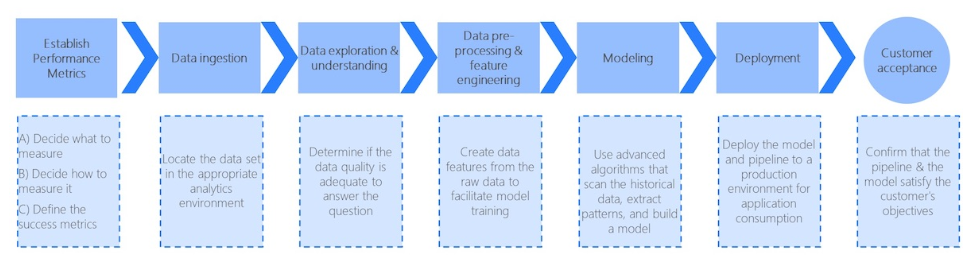 Establish
Performance
Metrics
Data ingestion
Data exploration &
understanding
Data pre-
processing &
feature
engineering
Modeling
Deployment
Customer
acceptance
A) Decide what to
measure
B) Decide how to
measure it
C) Define the
success metrics
Locate the data set
in the appropriate
analytics
environment
Determine if the
data quality is
adequate to
answer the
question
Create data
features from the
raw data to
facilitate model
training
Use advanced
algorithms that
scan the historical
data, extract
patterns, and build
a model
Deploy the model
and pipeline to a
production
environment for
application
consumption
Confirm that the
pipeline & the
model satisfy the
customer's
objectives